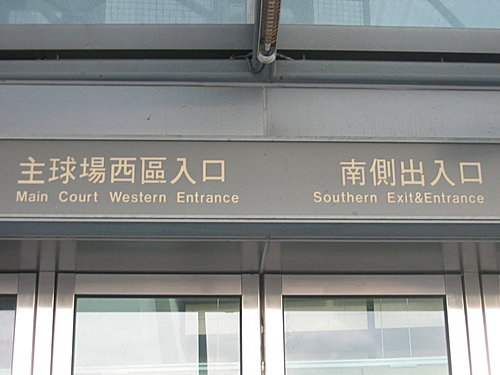 主球場西區入口
Main Court Western Entrance
南側出入口
Southern Exit&Entrance